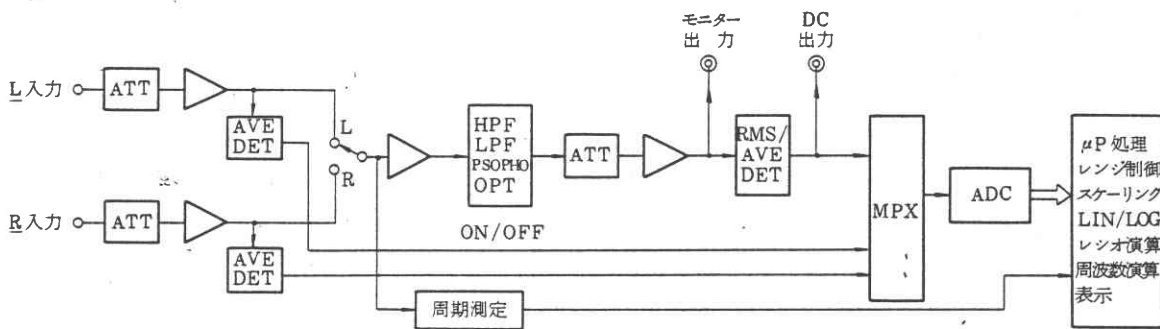 モニター
出 力
DC
出力
L入力
ATT
AVE
DET
L
R
HPF
LPF
PSOPHO
OPT
ON/OFF
ATT
RMS/
AVE
DET
MPX
ADC
μP処理
レンジ制御
スケーリング
LIN/LOG
レシオ演算
周波数演算
表示
R入力
ATT
AVE
DET
周期測定